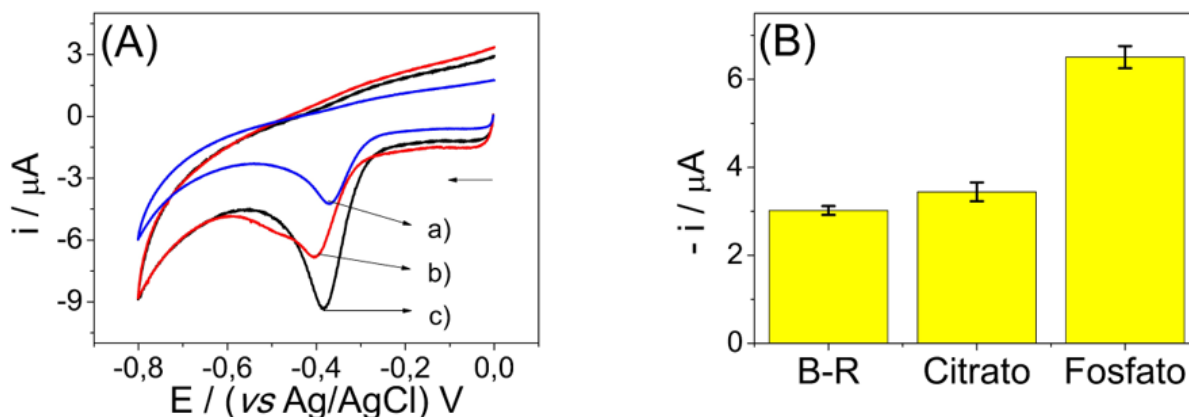 (A)
3
0
-3
-6
-9
i / μA
a)
b)
c)
-0,8 -0,6 -0,4 -0,2 0,0
E / (vs Ag/AgCl) V
(B)
6
4
2
0
- i / μA
B-R Citrato Fosfato